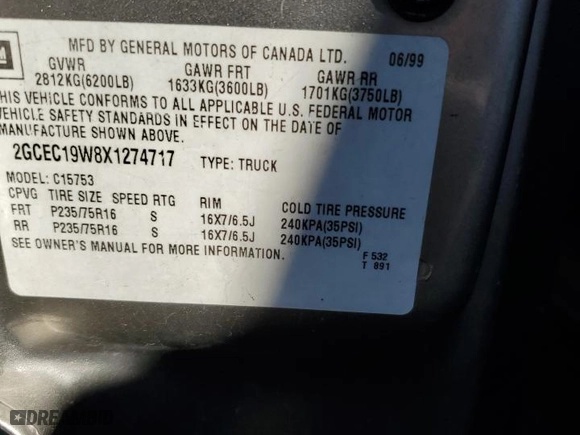 GM
MFD BY GENERAL MOTORS OF CANADA LTD. 06/99
GVWR GAWR FRT GAWR RR
2812KG(6200LB) 1633KG(3600LB) 1701KG(3750LB)
THIS VEHICLE CONFORMS TO ALL APPLICABLE U.S. FEDERAL MOTOR
VEHICLE SAFETY STANDARDS IN EFFECT ON THE DATE OF
MANUFACTURE SHOWN ABOVE.
2GCEC19W8X1274717 TYPE: TRUCK
MODEL: C15753
CPVG TIRE SIZE SPEED RTG RIM COLD TIRE PRESSURE
FRT P235/75R16 S 16X7/6.5J 240KPA(35PSI)
RR P235/75R16 S 16X7/6.5J 240KPA(35PSI)
SEE OWNER'S MANUAL FOR MORE INFORMATION.
F 532
T 891